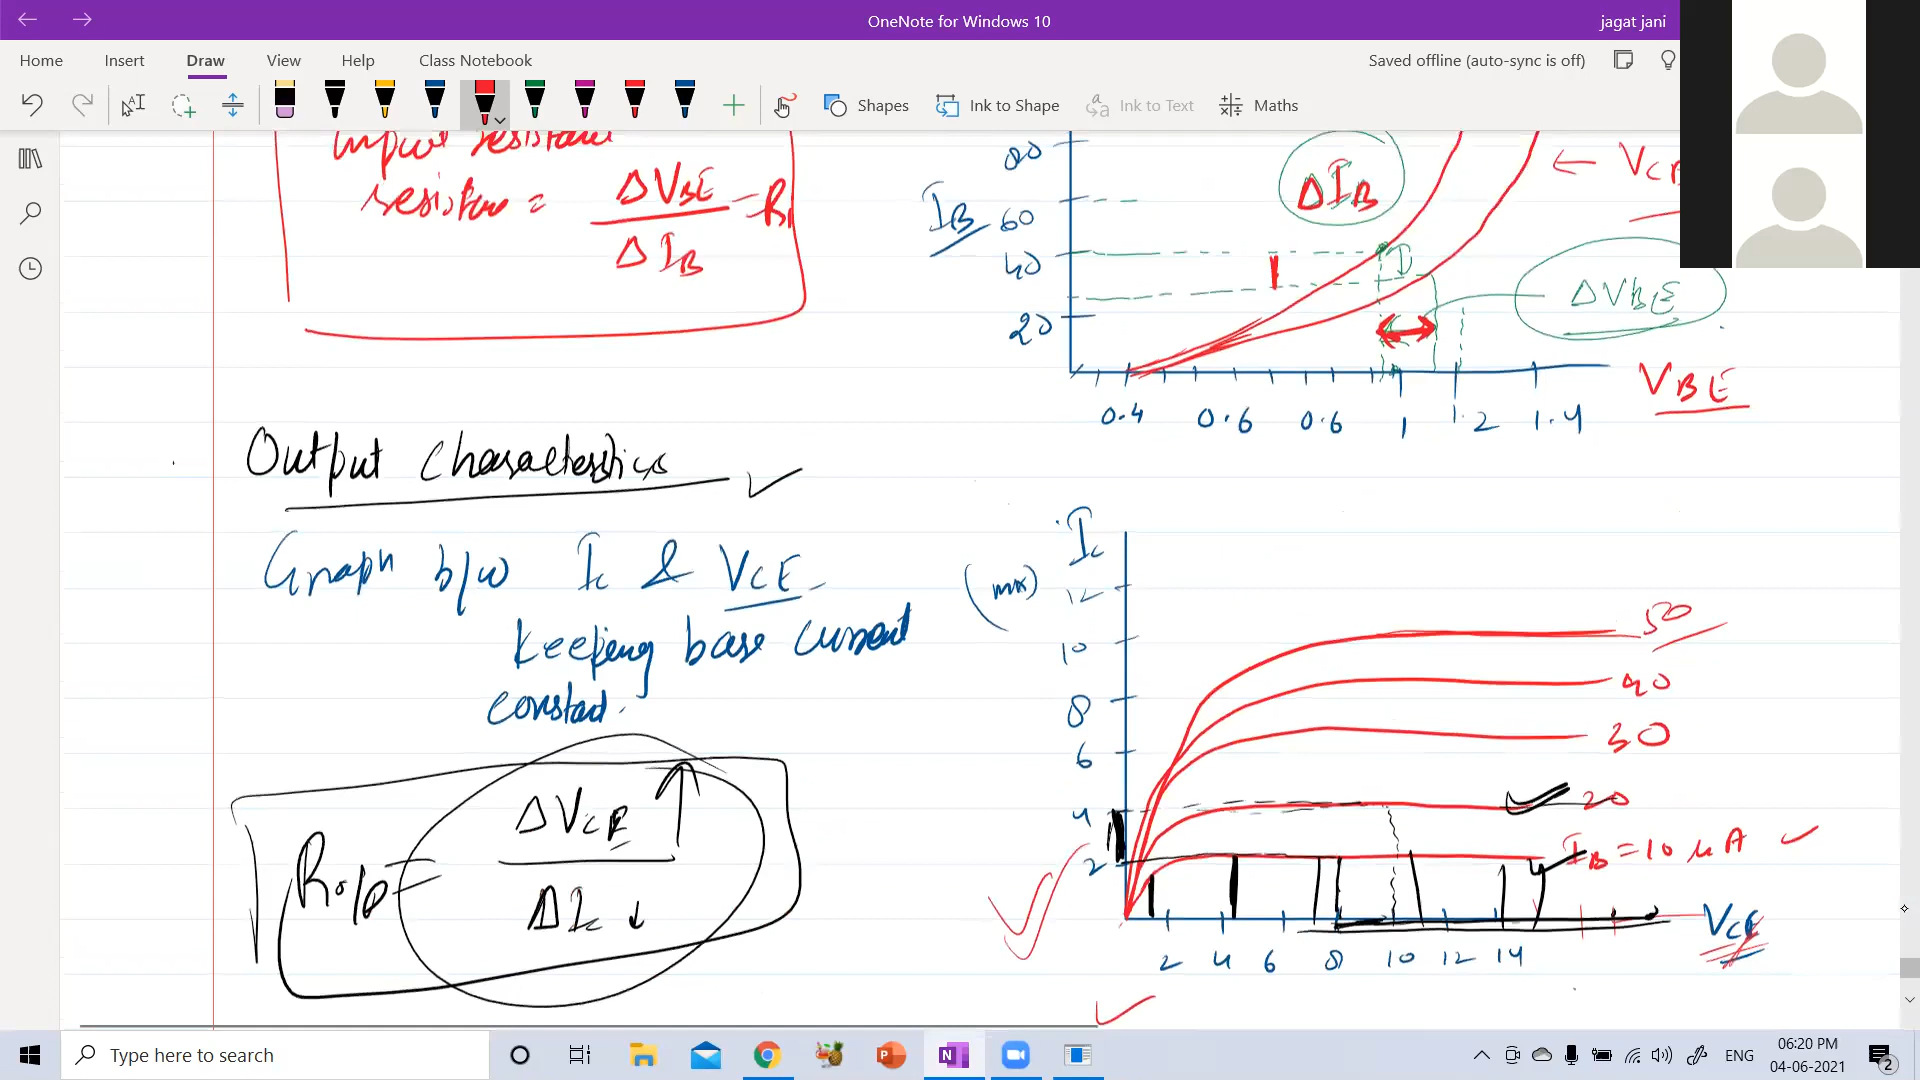 OneNote for Windows 10
jagat jani
Home Insert Draw View Help Class Notebook
Saved offline (auto-sync is off)
Shapes Ink to Shape Ink to Text Maths
input resistance
resistance = ΔVBE / ΔIB = Ri
80
IB 60
40
20
ΔIB
ΔVBE
0.4 0.6 0.6 1 1.2 1.4
VBE
Output Characteristics
Graph b/w Ic & VCE
keeping base current
constant.
Ro/p = ΔVCE ↑ / ΔIc ↓
Ic
(mA)
12
10
8
6
4
2
50
40
30
20
IB = 10 μA
2 4 6 8 10 12 14
VCE
Type here to search
ENG
06:20 PM
04-06-2021
2